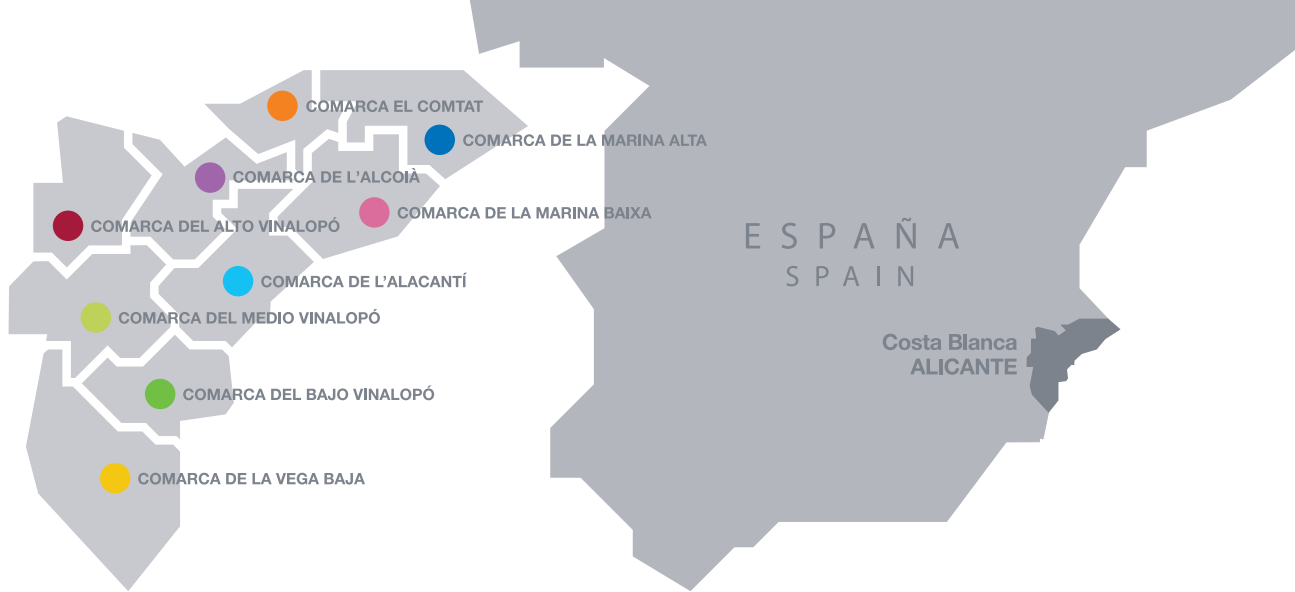 COMARCA EL COMTAT
COMARCA DE LA MARINA ALTA
COMARCA DE L'ALCOIÀ
COMARCA DE LA MARINA BAIXA
COMARCA DEL ALTO VINALOPÓ
COMARCA DE L'ALACANTÍ
COMARCA DEL MEDIO VINALOPÓ
COMARCA DEL BAJO VINALOPÓ
COMARCA DE LA VEGA BAJA
ESPAÑA
SPAIN
Costa Blanca
ALICANTE